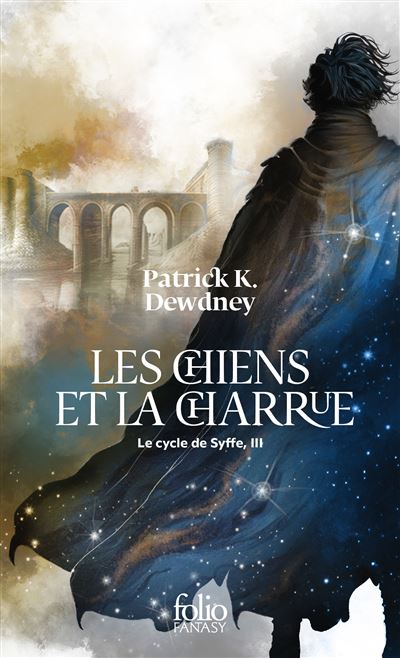 Patrick K.
Dewdney
LES CHIENS
ET LA CHARRUE
Le cycle de Syffe, III
folio
FANTASY